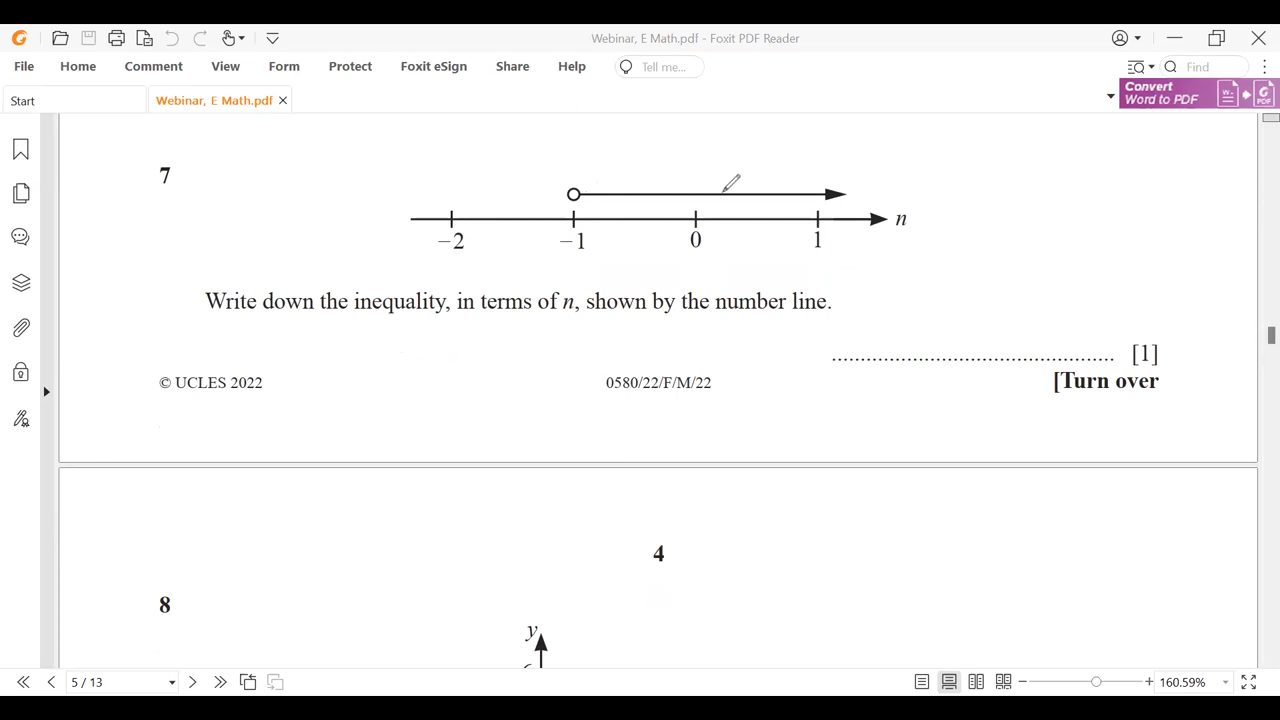 Webinar, E Math.pdf - Foxit PDF Reader
File Home Comment View Form Protect Foxit eSign Share Help Tell me... Find
Start Webinar, E Math.pdf Convert
Word to PDF
7
n
−2 −1 0 1
Write down the inequality, in terms of n, shown by the number line.
.............................................. [1]
© UCLES 2022 0580/22/F/M/22 [Turn over
4
8
y
5 / 13 160.59%